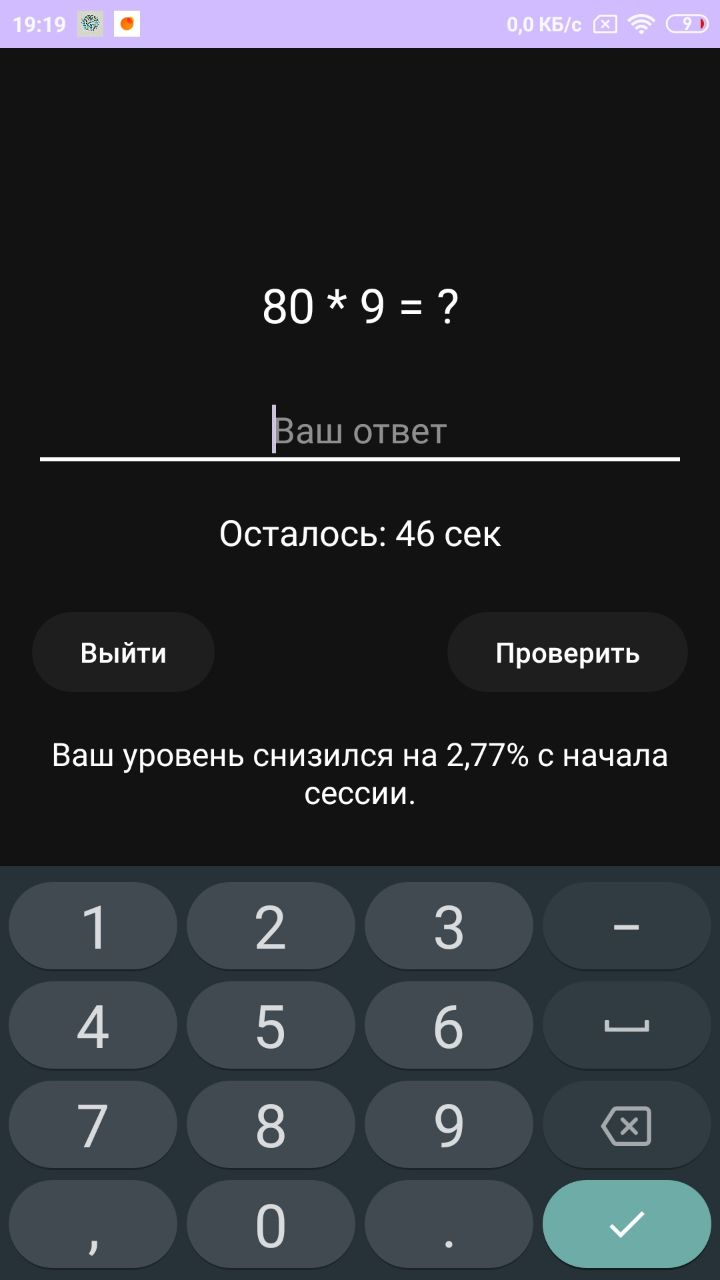 19:19 0,0 КБ/с 9
80 * 9 = ?
Ваш ответ
Осталось: 46 сек
Выйти Проверить
Ваш уровень снизился на 2,77% с начала
сессии.
1 2 3 –
4 5 6
7 8 9
, 0 .